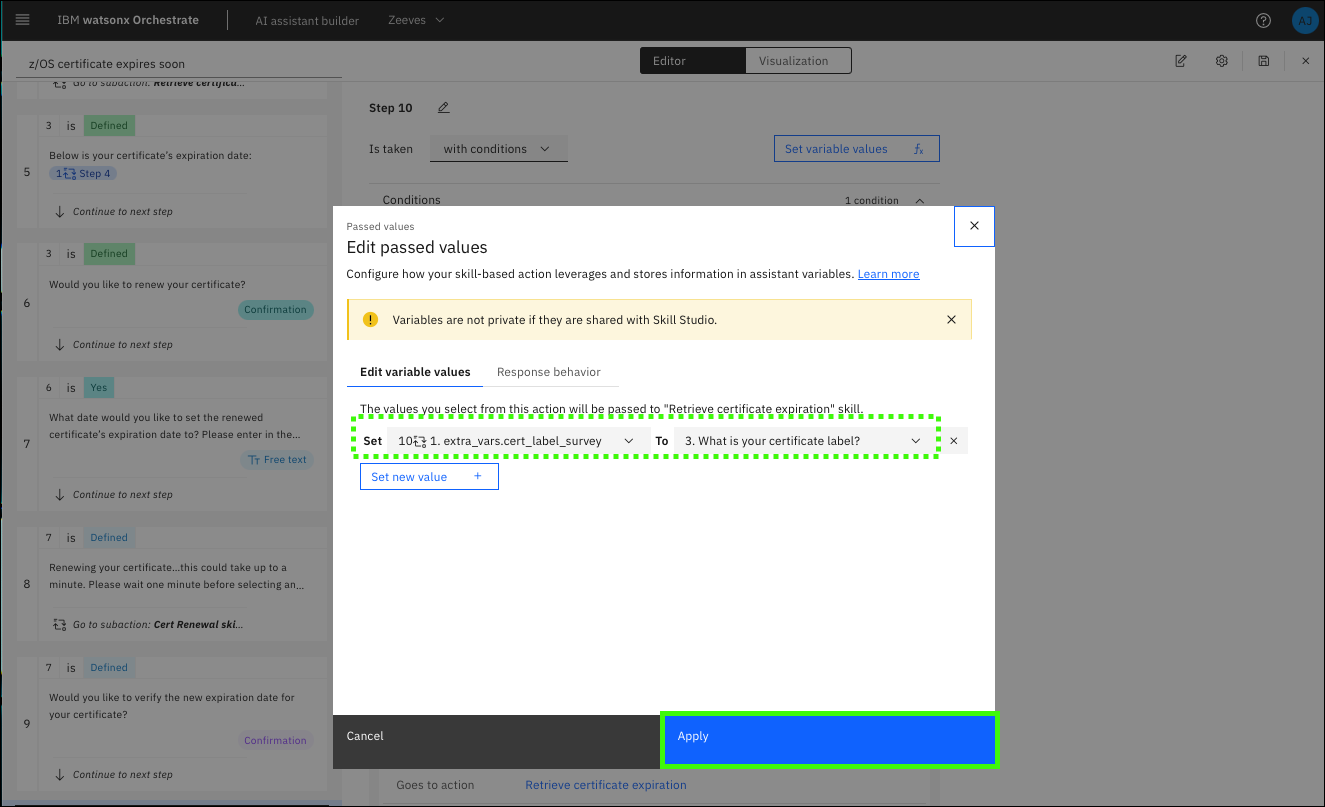 IBM watsonx Orchestrate
AI assistant builder
Zeeves
AJ
z/OS certificate expires soon
Editor
Visualization
Go to subaction: Retrieve certifica...
3 is Defined
5
Below is your certificate's expiration date:
1 Step 4
Continue to next step
3 is Defined
6
Would you like to renew your certificate?
Confirmation
Continue to next step
6 is Yes
7
What date would you like to set the renewed
certificate's expiration date to? Please enter in the...
Free text
Continue to next step
7 is Defined
8
Renewing your certificate...this could take up to a
minute. Please wait one minute before selecting an...
Go to subaction: Cert Renewal ski...
7 is Defined
9
Would you like to verify the new expiration date for
your certificate?
Confirmation
Continue to next step
Step 10
Is taken
with conditions
Set variable values fx
Conditions
1 condition
Passed values
Edit passed values
Configure how your skill-based action leverages and stores information in assistant variables. Learn more
Variables are not private if they are shared with Skill Studio.
Edit variable values
Response behavior
The values you select from this action will be passed to "Retrieve certificate expiration" skill.
Set 10 1. extra_vars.cert_label_survey To 3. What is your certificate label?
Set new value +
Cancel
Apply
Goes to action Retrieve certificate expiration